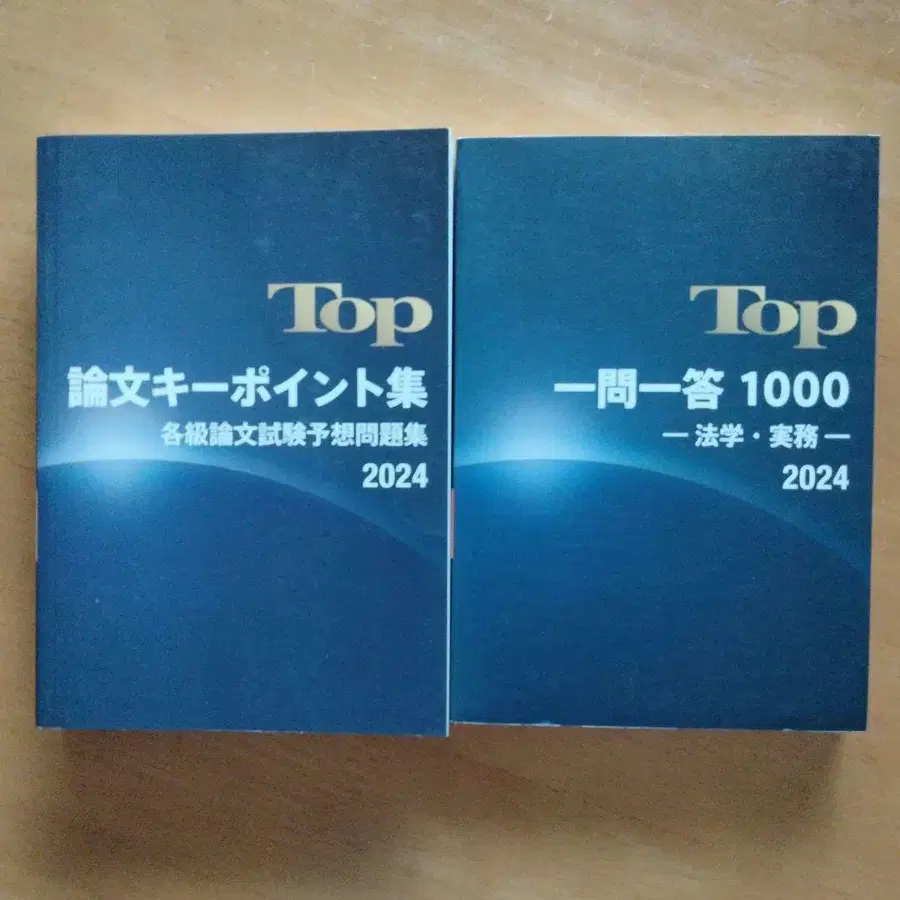 Top
論文キーポイント集
各級論文試験予想問題集
2024
Top
一問一答 1000
― 法学・実務 ―
2024